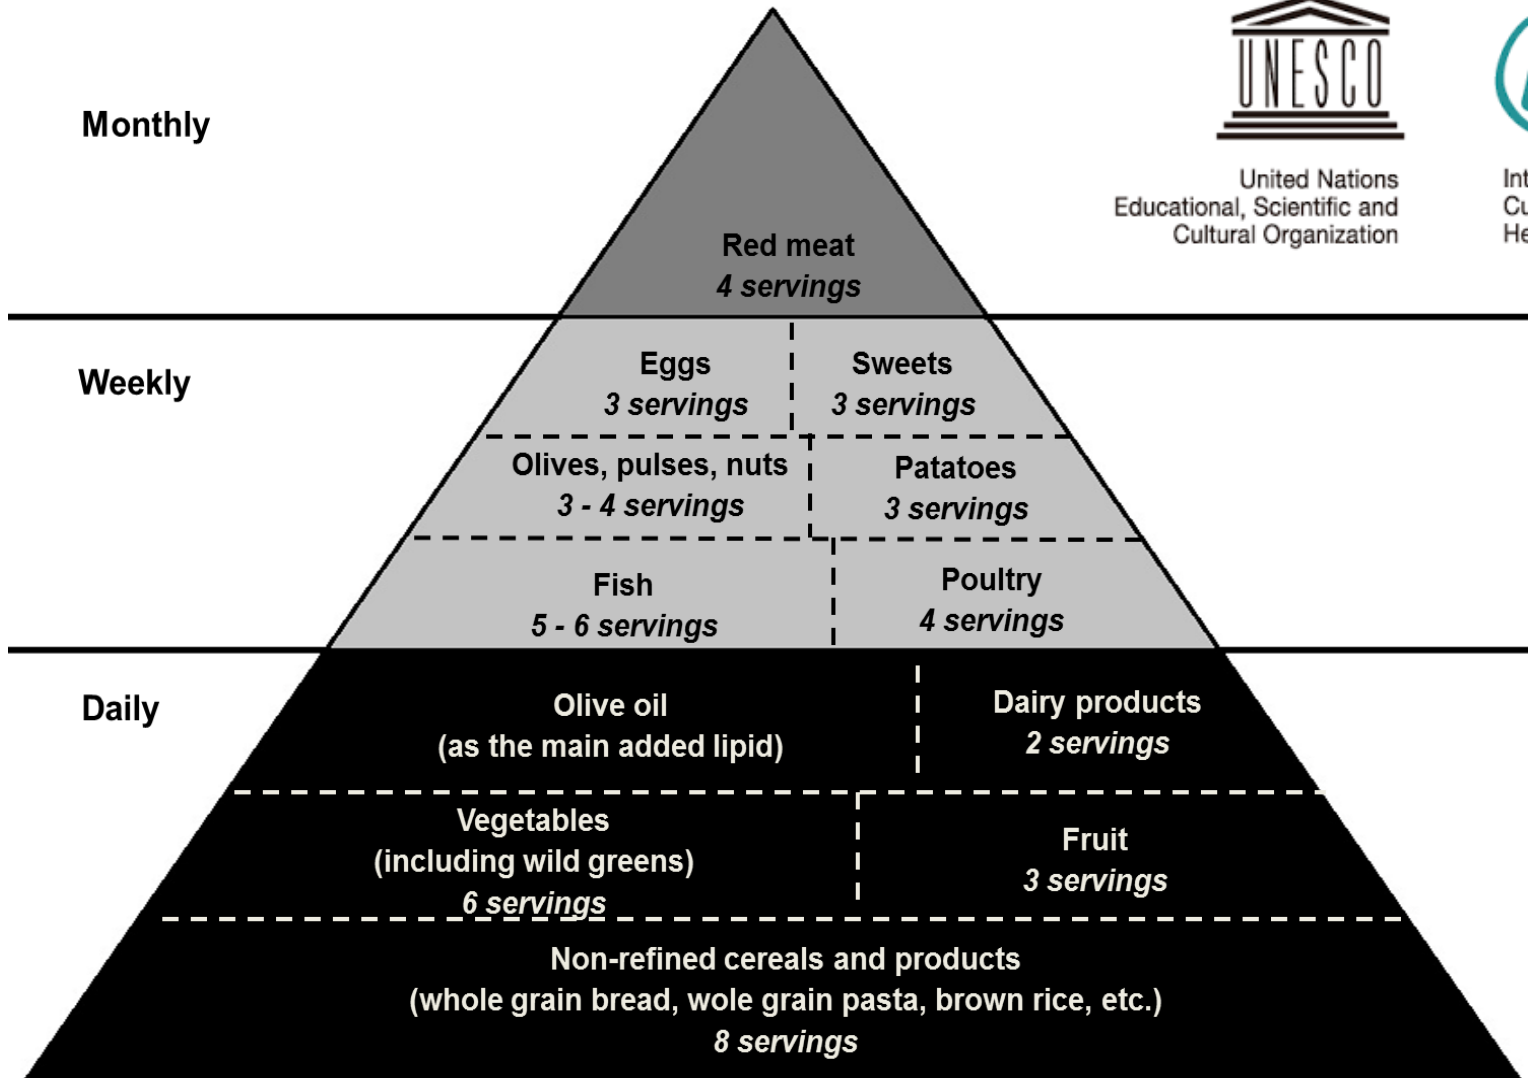 UNESCO
United Nations
Educational, Scientific and
Cultural Organization
Monthly
Red meat
4 servings
Weekly
Eggs
3 servings
Sweets
3 servings
Olives, pulses, nuts
3 - 4 servings
Patatoes
3 servings
Fish
5 - 6 servings
Poultry
4 servings
Daily
Olive oil
(as the main added lipid)
Dairy products
2 servings
Vegetables
(including wild greens)
6 servings
Fruit
3 servings
Non-refined cereals and products
(whole grain bread, wole grain pasta, brown rice, etc.)
8 servings